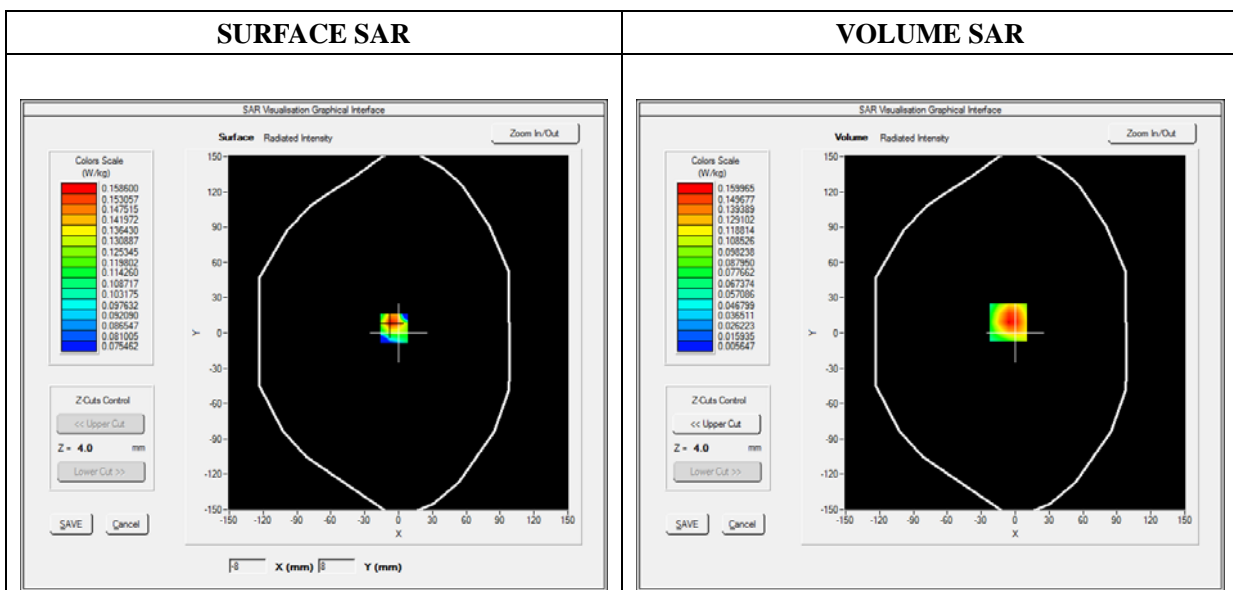 SURFACE SAR
VOLUME SAR
SAR Visualisation Graphical Interface
Surface Radiated Intensity
Zoom In/Out
Colors Scale
(W/kg)
0.158600
0.153057
0.147515
0.141972
0.136430
0.130887
0.125345
0.119802
0.114260
0.108717
0.103175
0.097632
0.092090
0.086547
0.081005
0.075462
150
120
90
60
30
0
-30
-60
-90
-120
-150
Y
-150 -120 -90 -60 -30 0 30 60 90 120 150
X
Z-Cuts Control
<< Upper Cut
Z = 4.0 mm
Lower Cut >>
SAVE Cancel
-8 X (mm) 8 Y (mm)
SAR Visualisation Graphical Interface
Volume Radiated Intensity
Zoom In/Out
Colors Scale
(W/kg)
0.159965
0.149677
0.139389
0.129102
0.118814
0.108526
0.098238
0.087950
0.077662
0.067374
0.057086
0.046799
0.036511
0.026223
0.015935
0.005647
150
120
90
60
30
0
-30
-60
-90
-120
-150
Y
-150 -120 -90 -60 -30 0 30 60 90 120 150
X
Z-Cuts Control
<< Upper Cut
Z = 4.0 mm
Lower Cut >>
SAVE Cancel